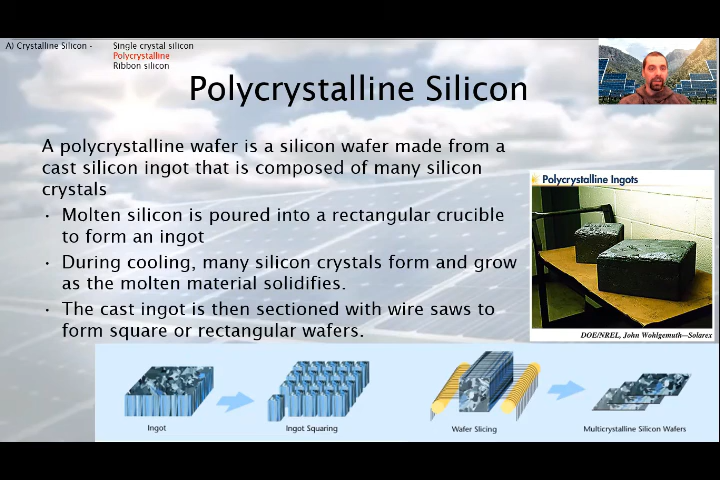 A) Crystalline Silicon - Single crystal silicon
Polycrystalline
Ribbon silicon
Polycrystalline Silicon
A polycrystalline wafer is a silicon wafer made from a
cast silicon ingot that is composed of many silicon
crystals
• Molten silicon is poured into a rectangular crucible
to form an ingot
• During cooling, many silicon crystals form and grow
as the molten material solidifies.
• The cast ingot is then sectioned with wire saws to
form square or rectangular wafers.
Polycrystalline Ingots
DOE/NREL, John Wohlgemuth—Solarex
Ingot
Ingot Squaring
Wafer Slicing
Multicrystalline Silicon Wafers